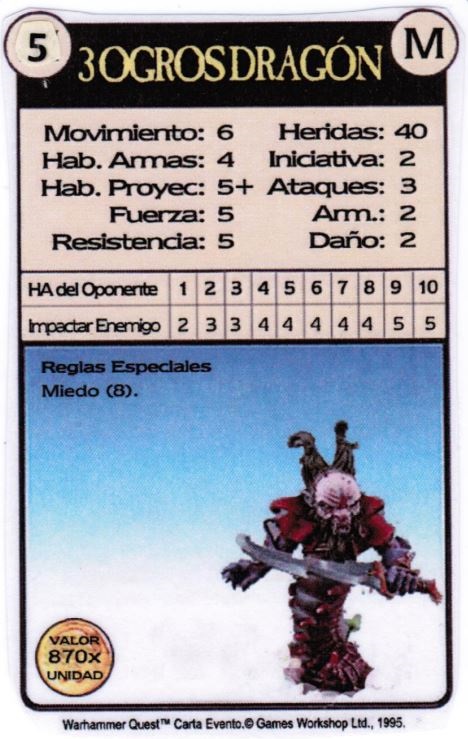 5
3 OGROS DRAGÓN
M
Movimiento: 6 Heridas: 40
Hab. Armas: 4 Iniciativa: 2
Hab. Proyec: 5+ Ataques: 3
Fuerza: 5 Arm.: 2
Resistencia: 5 Daño: 2
HA del Oponente 1 2 3 4 5 6 7 8 9 10
Impactar Enemigo 2 3 3 4 4 4 4 4 5 5
Reglas Especiales
Miedo (8).
VALOR
870x
UNIDAD
Warhammer Quest™ Carta Evento.© Games Workshop Ltd., 1995.